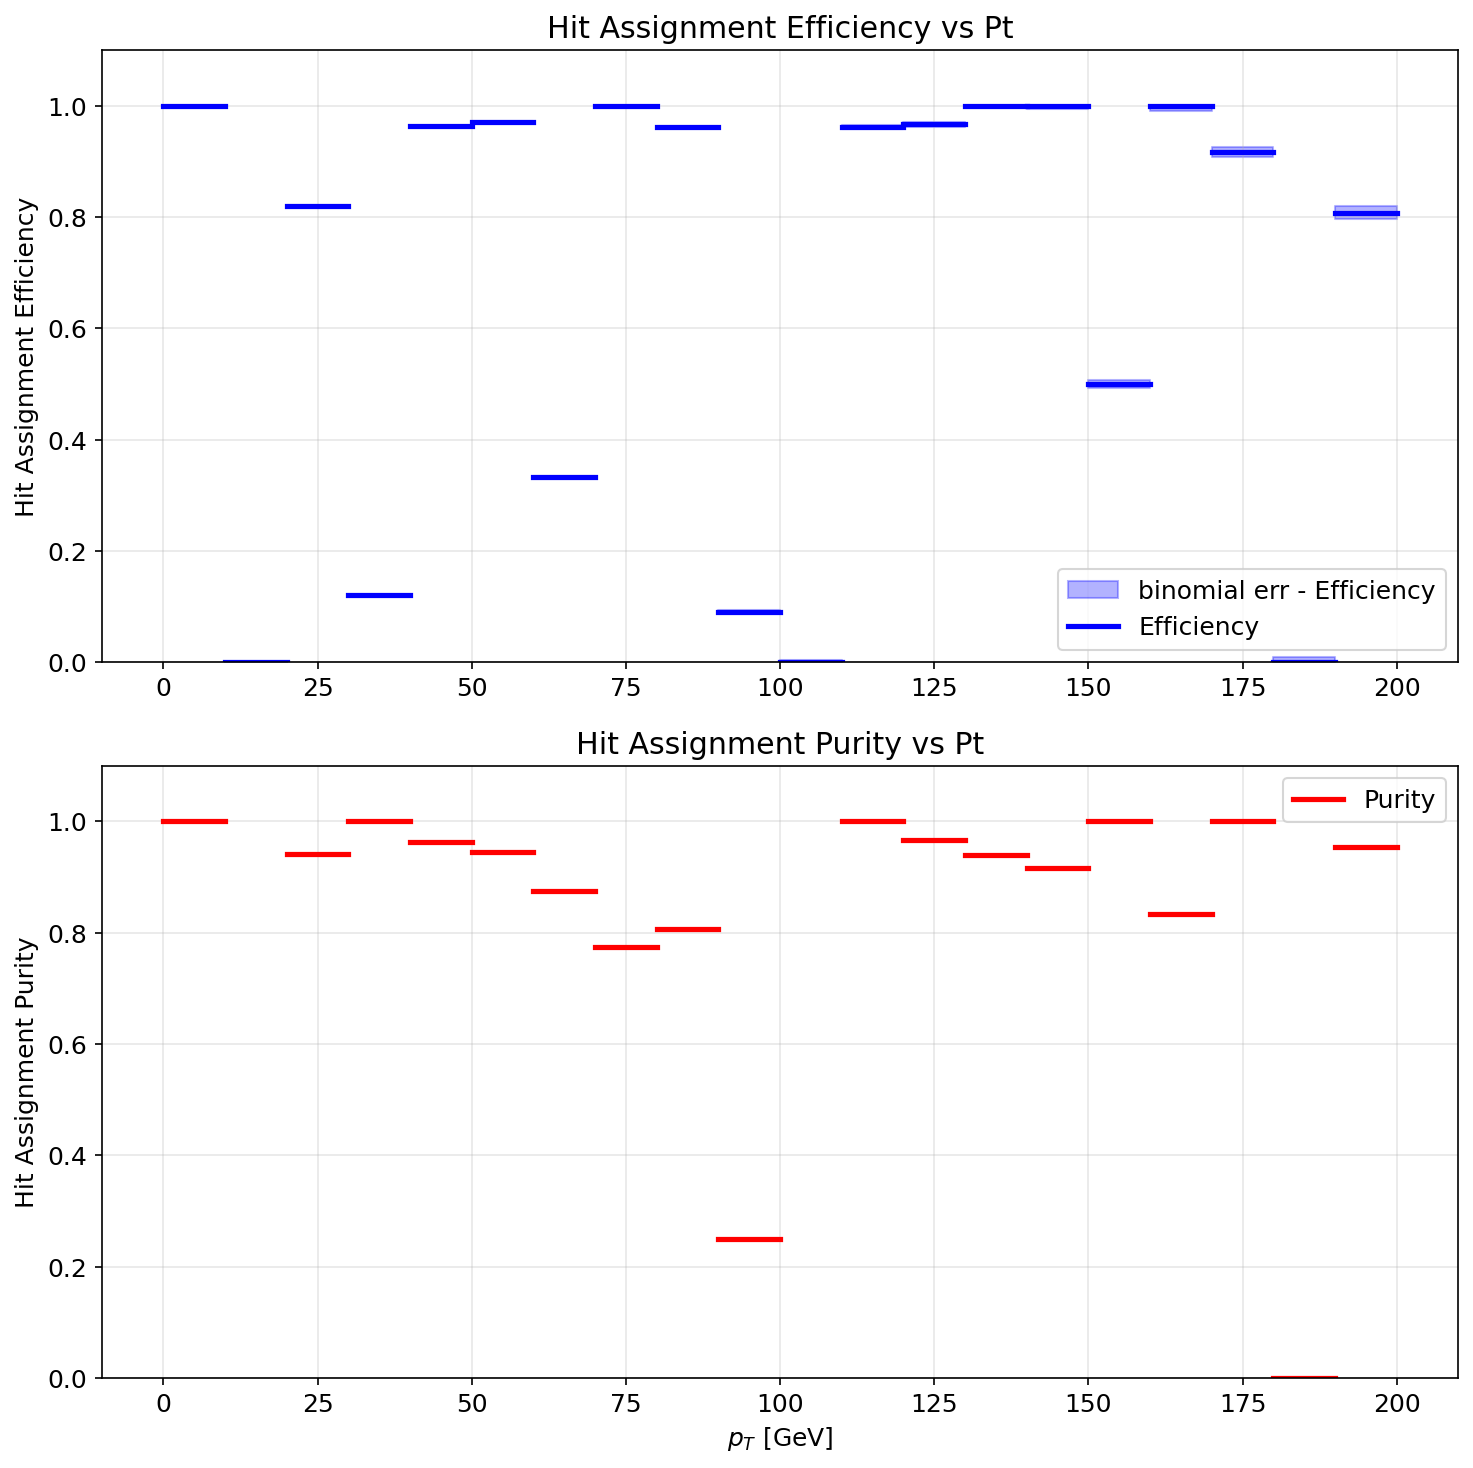 Hit Assignment Efficiency vs Pt
Hit Assignment Efficiency
1.0
0.8
0.6
0.4
0.2
0.0
0 25 50 75 100 125 150 175 200
binomial err - Efficiency
Efficiency
Hit Assignment Purity vs Pt
Hit Assignment Purity
1.0
0.8
0.6
0.4
0.2
0.0
0 25 50 75 100 125 150 175 200
Purity
p_T [GeV]